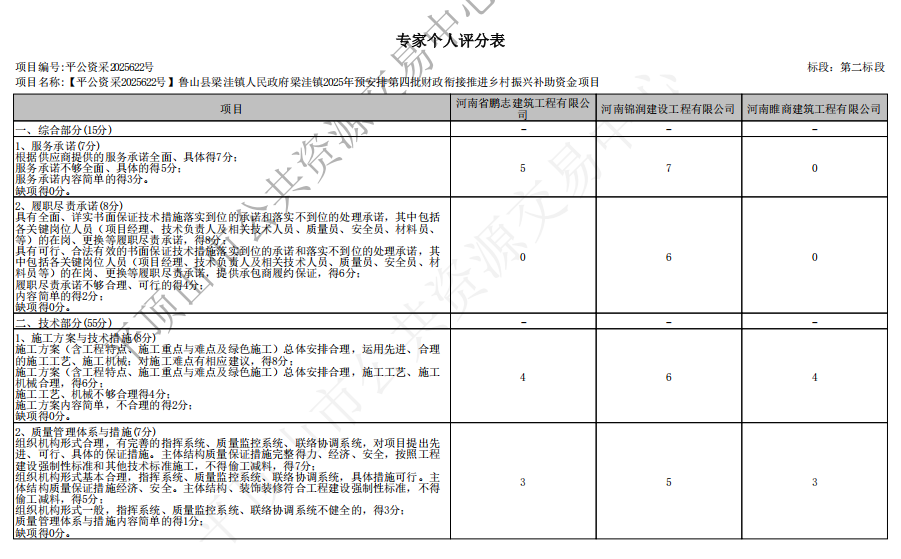 专家个人评分表
项目编号:平公资采2025622号
标段：第二标段
项目名称:【平公资采2025622号】鲁山县梁洼镇人民政府梁洼镇2025年预安排第四批财政衔接推进乡村振兴补助资金项目
项目
河南省鹏志建筑工程有限公
司
河南锦润建设工程有限公司
河南睢商建筑工程有限公司
一、综合部分(15分)
-
-
-
1、服务承诺(7分)
根据供应商提供的服务承诺全面、具体得7分；
服务承诺不够全面、具体的得5分；
服务承诺内容简单的得3分。
缺项得0分。
5
7
0
2、履职尽责承诺(8分)
具有全面、详实书面保证技术措施落实到位的承诺和落实不到位的处理承诺，其中包括
各关键岗位人员（项目经理、技术负责人及相关技术人员、质量员、安全员、材料员、
等）的在岗、更换等履职尽责承诺，得8分；
具有可行、合法有效的书面保证技术措施落实到位的承诺和落实不到位的处理承诺，其
中包括各关键岗位人员（项目经理、技术负责人及相关技术人员、质量员、安全员、材
料员等）的在岗、更换等履职尽责承诺，提供承包商履约保证，得6分；
履职尽责承诺不够合理、可行的得4分；
内容简单的得2分；
缺项得0分。
0
6
0
二、技术部分(55分)
-
-
-
1、施工方案与技术措施(8分)
施工方案（含工程特点、施工重点与难点及绿色施工）总体安排合理，运用先进、合理
的施工工艺、施工机械；对施工难点有相应建议，得8分；
施工方案（含工程特点、施工重点与难点及绿色施工）总体安排合理，施工工艺、施工
机械合理，得6分；
施工工艺、机械不够合理得4分；
施工方案内容简单，不合理的得2分；
缺项得0分。
4
6
4
2、质量管理体系与措施(7分)
组织机构形式合理，有完善的指挥系统、质量监控系统、联络协调系统，对项目提出先
进、可行、具体的保证措施。主体结构质量保证措施完整得力、经济、安全，按照工程
建设强制性标准和其他技术标准施工，不得偷工减料，得7分；
组织机构形式基本合理，指挥系统、质量监控系统、联络协调系统，具体措施可行。主
体结构质量保证措施经济、安全。主体结构、装饰装修符合工程建设强制性标准，不得
偷工减料，得5分；
组织机构形式一般，指挥系统、质量监控系统、联络协调系统不健全的，得3分；
质量管理体系与措施内容简单的得1分；
缺项得0分。
3
5
3
平顶山市公共资源交易中心
平顶山市公共资源交易中心